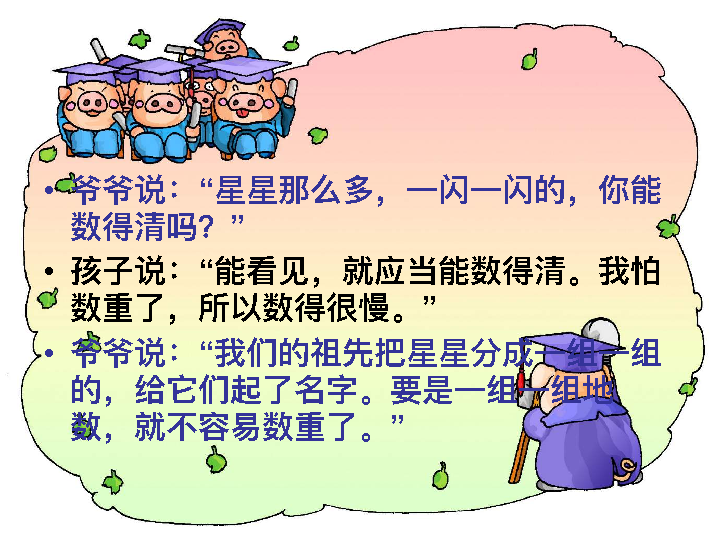 • 爷爷说：“星星那么多，一闪一闪的，你能
数得清吗？”
• 孩子说：“能看见，就应当能数得清。我怕
数重了，所以数得很慢。”
• 爷爷说：“我们的祖先把星星分成一组一组
的，给它们起了名字。要是一组一组地
数，就不容易数重了。”